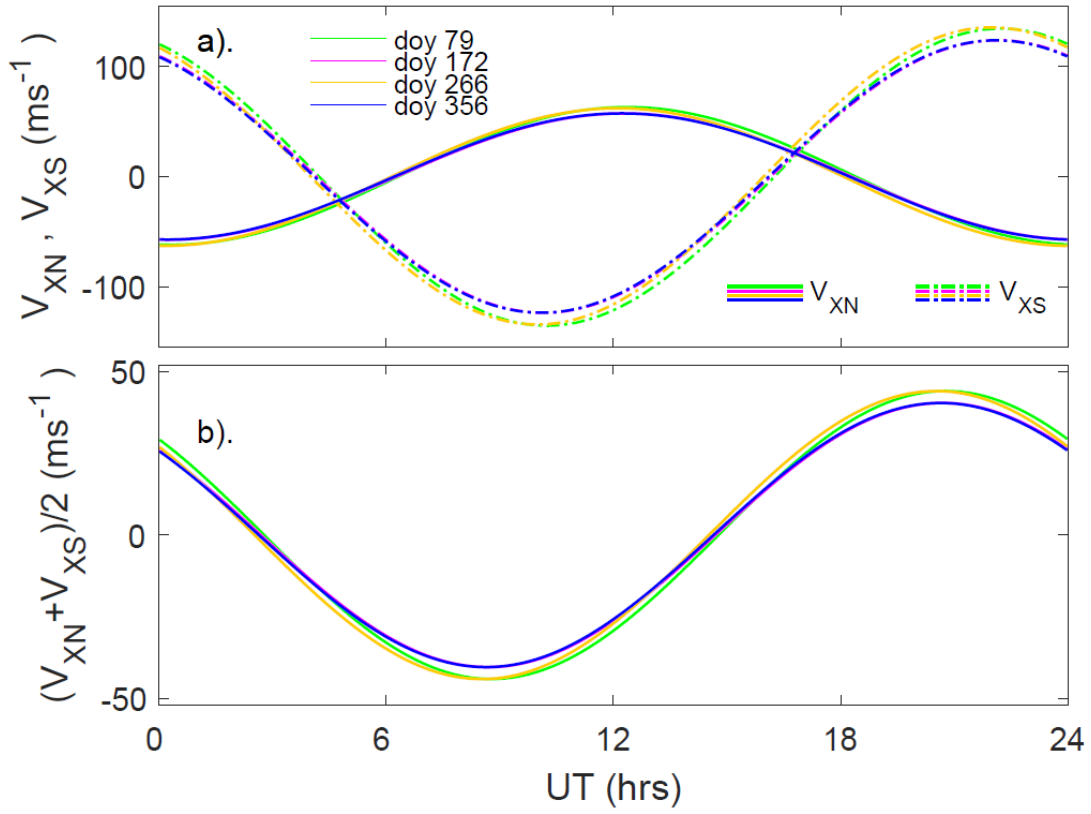 a).
doy 79
doy 172
doy 266
doy 356
100
0
-100
V_XN , V_XS (ms^-1)
V_XN
V_XS
b).
50
0
-50
(V_XN+V_XS)/2 (ms^-1 )
0 6 12 18 24
UT (hrs)